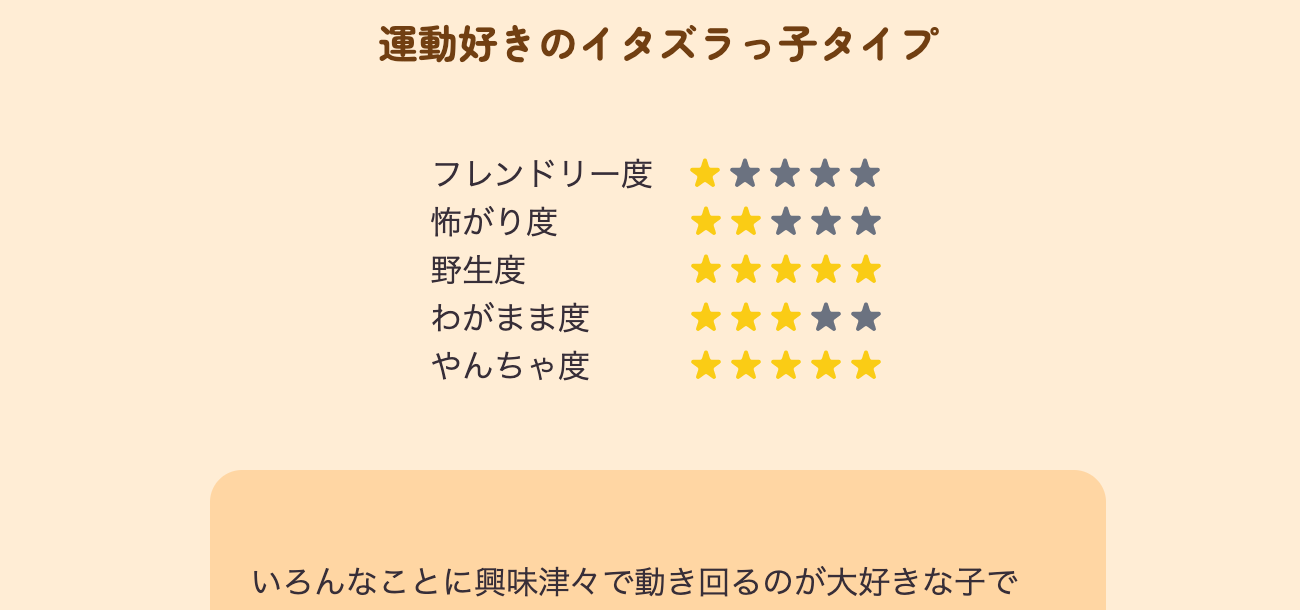 運動好きのイタズラっ子タイプ
フレンドリー度
怖がり度
野生度
わがまま度
やんちゃ度
いろんなことに興味津々で動き回るのが大好きな子で